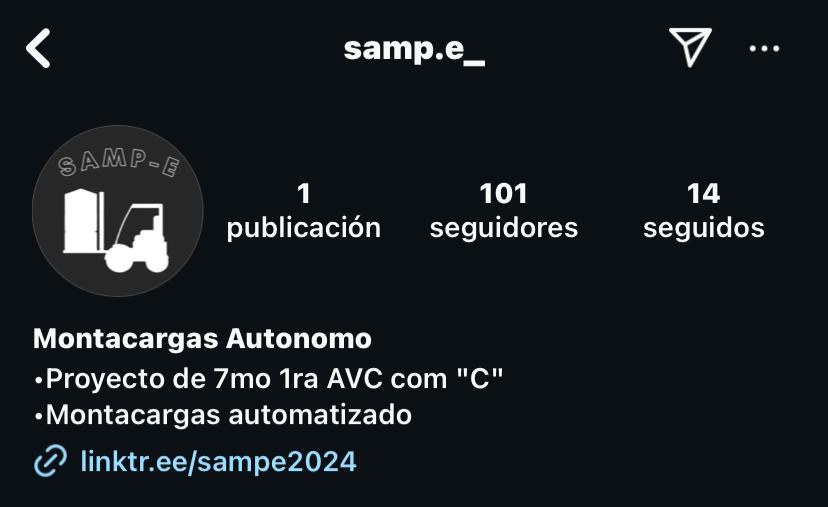 samp.e_
SAMP-E
1 101 14
publicación seguidores seguidos
Montacargas Autonomo
•Proyecto de 7mo 1ra AVC com "C"
•Montacargas automatizado
linktr.ee/sampe2024